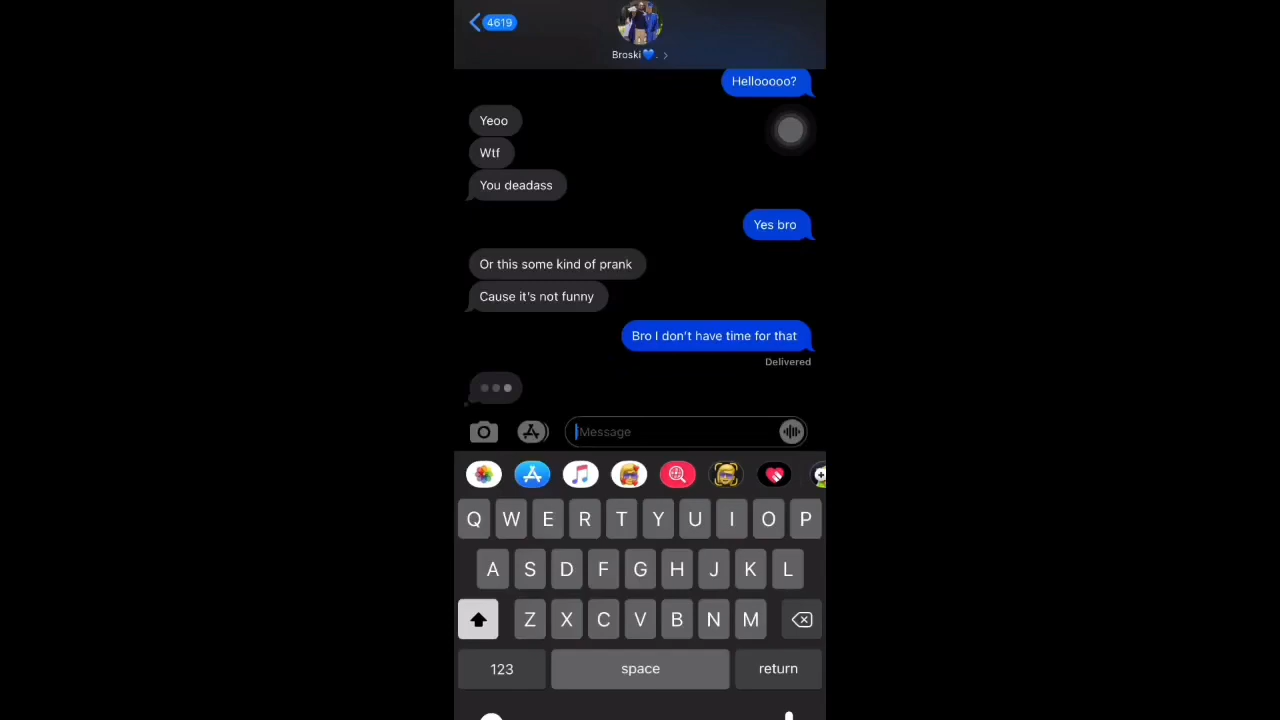 4619
Broski💙. >
Hellooooo?
Yeoo
Wtf
You deadass
Yes bro
Or this some kind of prank
Cause it's not funny
Bro I don't have time for that
Delivered
iMessage
Q W E R T Y U I O P
A S D F G H J K L
Z X C V B N M
123 space return